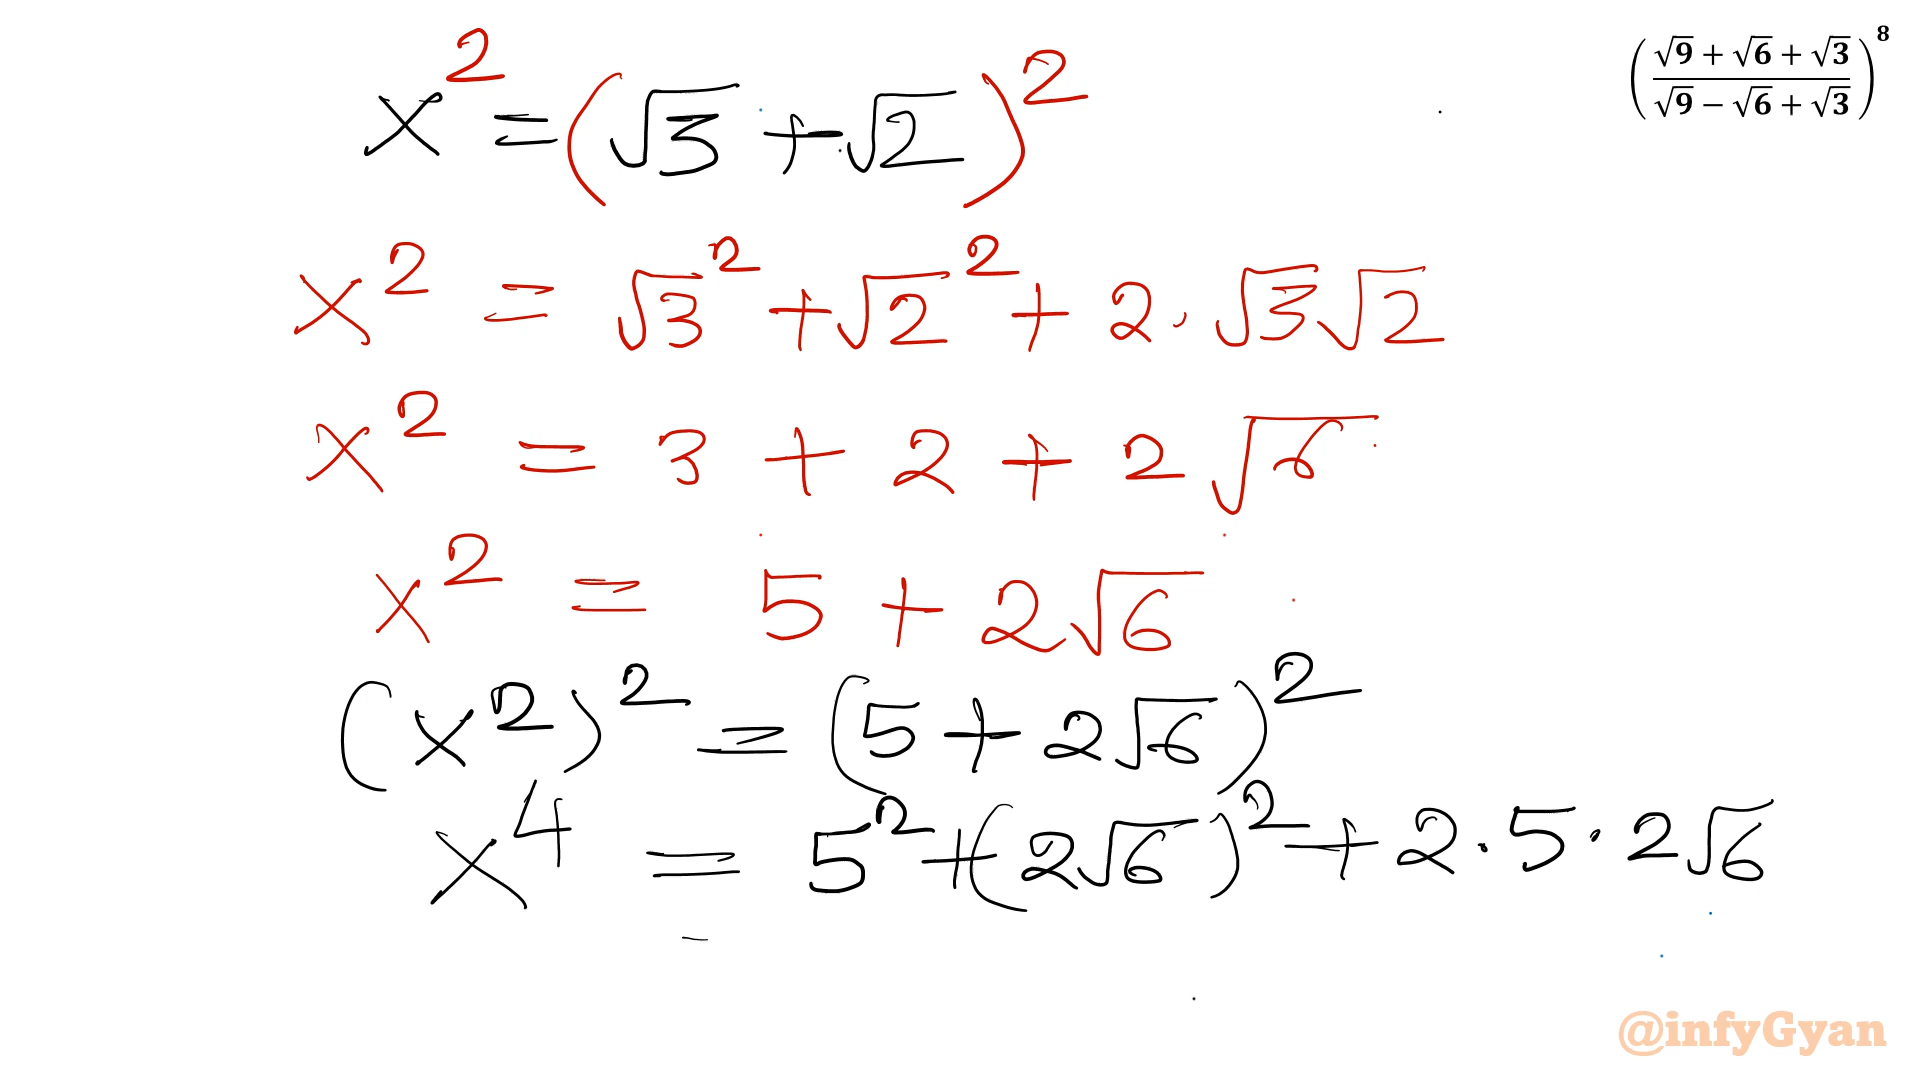 x² = (√3 + √2)²
(√9 + √6 + √3 / √9 − √6 + √3)⁸
x² = √3² + √2² + 2 · √3 √2
x² = 3 + 2 + 2√6
x² = 5 + 2√6
(x²)² = (5 + 2√6)²
x⁴ = 5² + (2√6)² + 2 · 5 · 2√6
@infyGyan